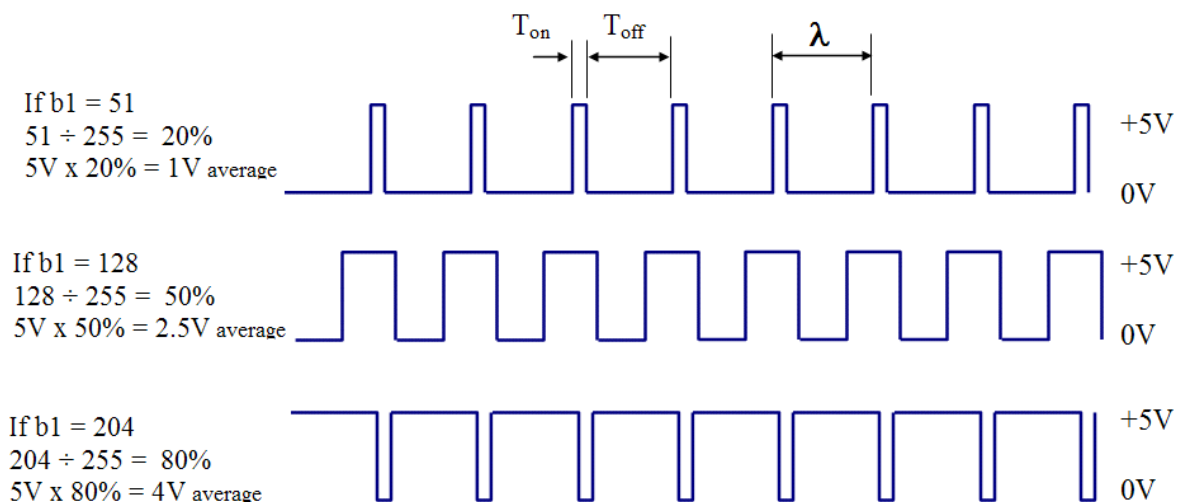 Ton Toff λ
If b1 = 51
51 ÷ 255 = 20%
5V x 20% = 1V average
+5V
0V
If b1 = 128
128 ÷ 255 = 50%
5V x 50% = 2.5V average
+5V
0V
If b1 = 204
204 ÷ 255 = 80%
5V x 80% = 4V average
+5V
0V